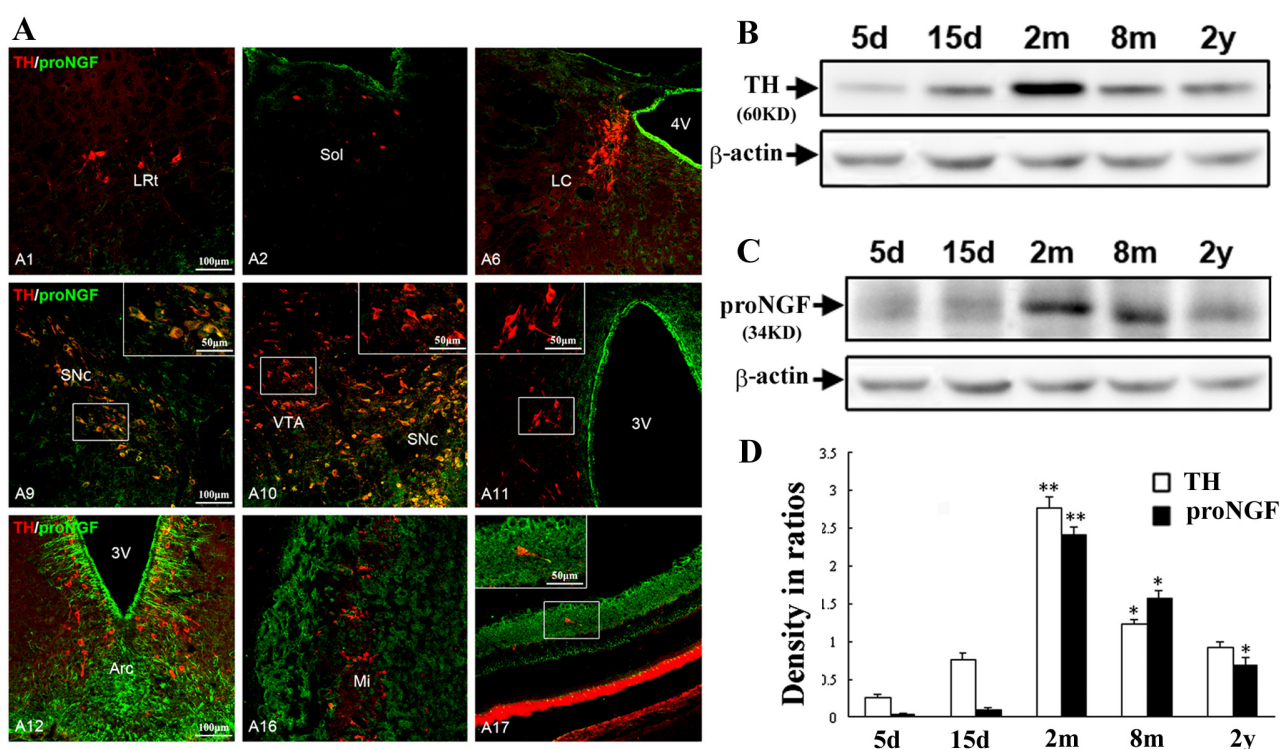 A
TH/proNGF
LRt
A1
100μm
Sol
A2
4V
LC
A6
TH/proNGF
50μm
SNc
A9
100μm
50μm
VTA
SNc
A10
50μm
3V
A11
TH/proNGF
3V
Arc
A12
100μm
Mi
A16
50μm
A17
B
5d 15d 2m 8m 2y
TH
(60KD)
β-actin
C
5d 15d 2m 8m 2y
proNGF
(34KD)
β-actin
D
Density in ratios
3.5
3
2.5
2
1.5
1
0.5
0
TH
proNGF
**
**
*
*
*
5d 15d 2m 8m 2y